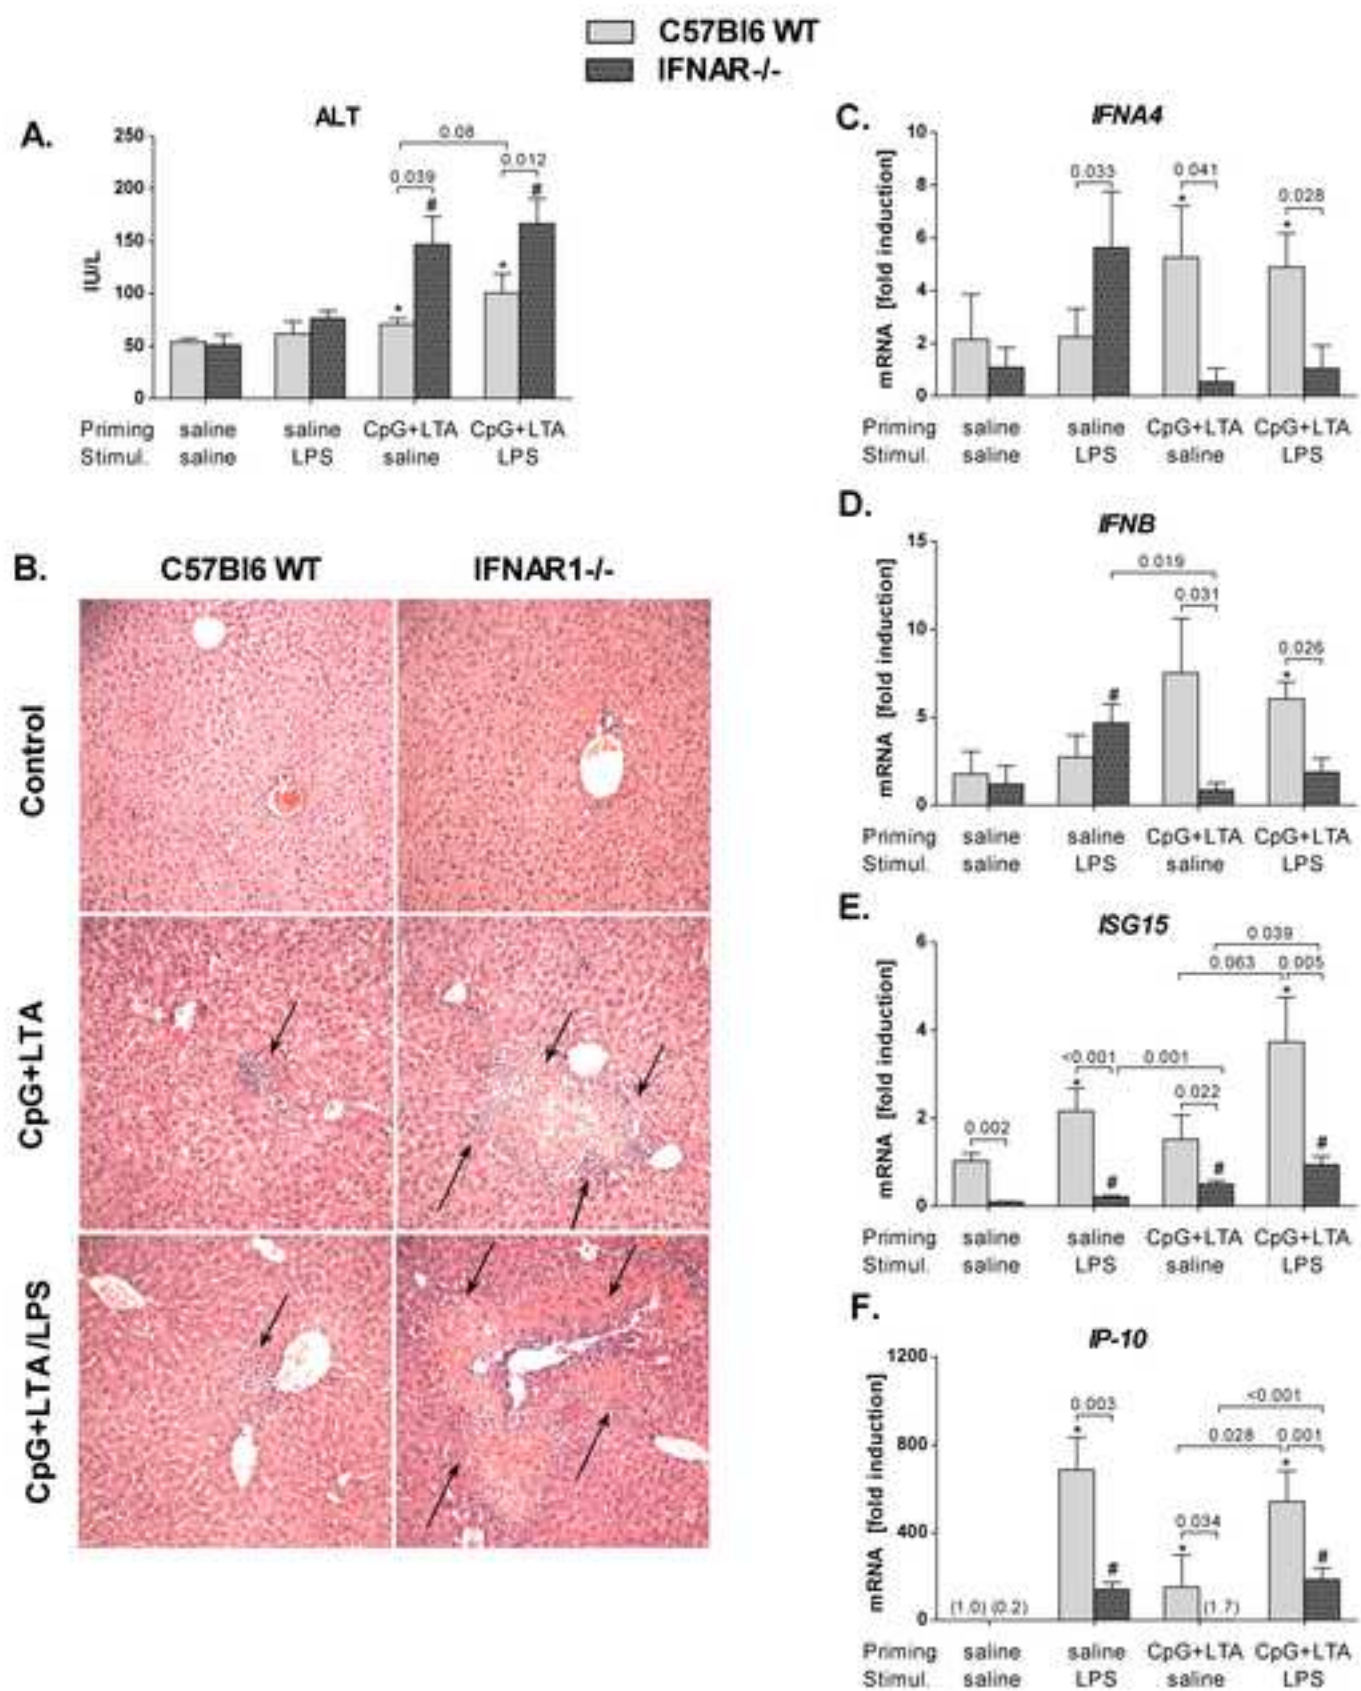 C57Bl6 WT
IFNAR-/-
A.
ALT
250
200
150
100
50
0
IU/L
0.08
0.039
0.012
*
#
*
#
Priming saline saline CpG+LTA CpG+LTA
Stimul. saline LPS saline LPS
B.
C57Bl6 WT IFNAR1-/-
Control
CpG+LTA
CpG+LTA/LPS
C.
IFNA4
10
8
6
4
2
0
mRNA [fold induction]
0.033
0.041
0.028
*
*
Priming saline saline CpG+LTA CpG+LTA
Stimul. saline LPS saline LPS
D.
IFNB
15
10
5
0
mRNA [fold induction]
0.019
0.031
0.026
#
*
Priming saline saline CpG+LTA CpG+LTA
Stimul. saline LPS saline LPS
E.
ISG15
6
4
2
0
mRNA [fold induction]
0.039
0.063 0.005
<0.001 0.001
0.022
0.002
*
#
#
*
#
Priming saline saline CpG+LTA CpG+LTA
Stimul. saline LPS saline LPS
F.
IP-10
1200
800
400
0
mRNA [fold induction]
<0.001
0.003
0.028 0.001
0.034
*
#
*
*
#
(1.0) (0.2) (1.7)
Priming saline saline CpG+LTA CpG+LTA
Stimul. saline LPS saline LPS